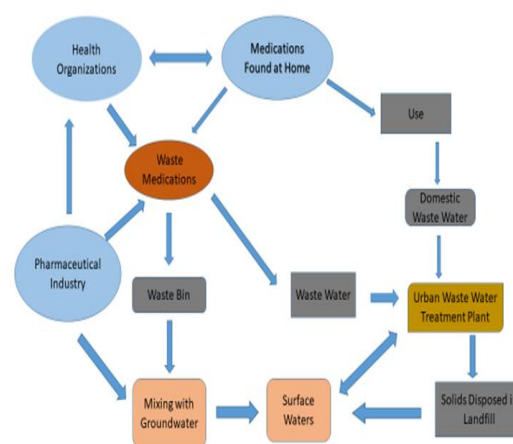 Health
Organizations
Medications
Found at Home
Use
Waste
Medications
Domestic
Waste Water
Pharmaceutical
Industry
Waste Bin
Waste Water
Urban Waste Water
Treatment Plant
Mixing with
Groundwater
Surface
Waters
Solids Disposed i
Landfill